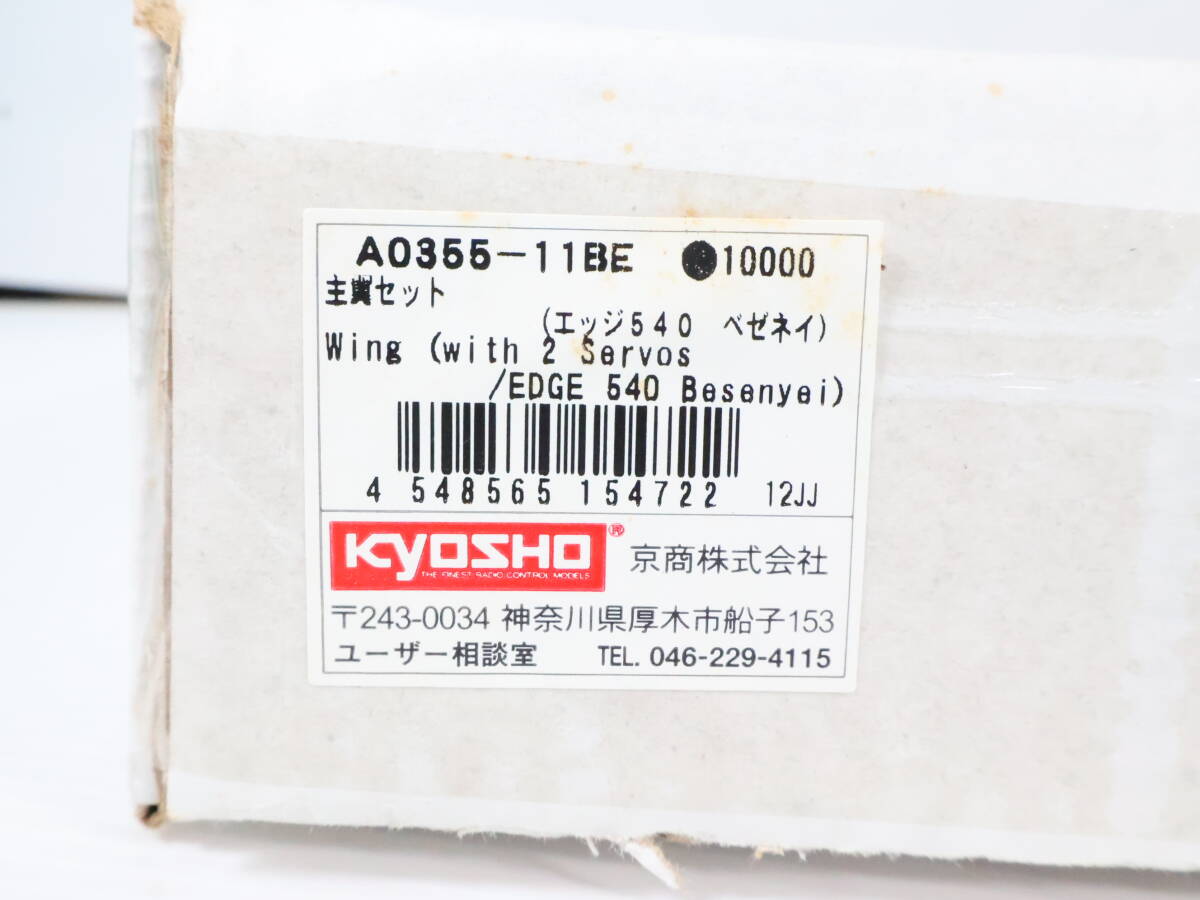 A0355-11BE ●10000
主翼セット
(エッジ540 ベゼネイ)
Wing (with 2 Servos
/EDGE 540 Besenyei)
4 548565 154722 12JJ
KYOSHO® 京商株式会社
THE FINEST RADIO CONTROL MODELS
〒243-0034 神奈川県厚木市船子153
ユーザー相談室 TEL. 046-229-4115